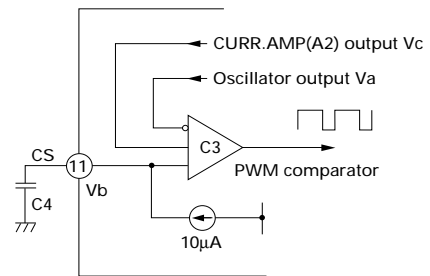 CURR.AMP(A2) output Vc
Oscillator output Va
C3
CS
11
PWM comparator
Vb
C4
10μA